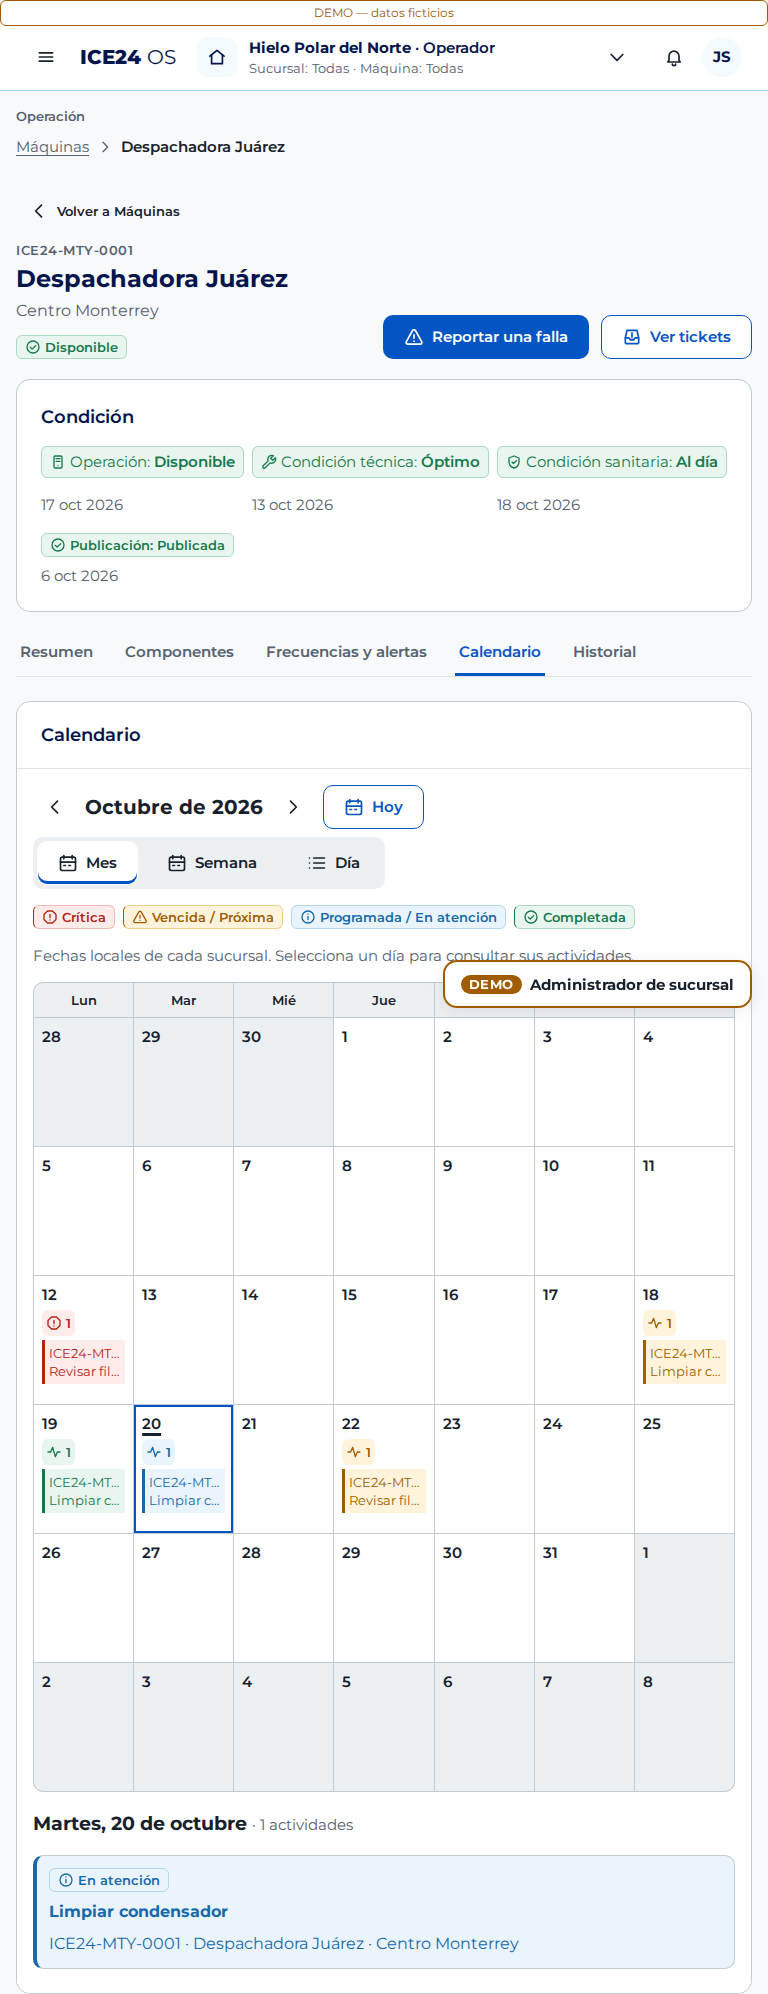 DEMO — datos ficticios
ICE24 OS
Hielo Polar del Norte · Operador
Sucursal: Todas · Máquina: Todas
JS
Operación
Máquinas
Despachadora Juárez
Volver a Máquinas
ICE24-MTY-0001
Despachadora Juárez
Centro Monterrey
Disponible
Reportar una falla
Ver tickets
Condición
Operación: Disponible
Condición técnica: Óptimo
Condición sanitaria: Al día
17 oct 2026
13 oct 2026
18 oct 2026
Publicación: Publicada
6 oct 2026
Resumen Componentes Frecuencias y alertas Calendario Historial
Calendario
Octubre de 2026
Hoy
Mes Semana Día
Crítica
Vencida / Próxima
Programada / En atención
Completada
Fechas locales de cada sucursal. Selecciona un día para consultar sus actividades.
DEMO Administrador de sucursal
Lun Mar Mié Jue
28 29 30 1 2 3 4
5 6 7 8 9 10 11
12 13 14 15 16 17 18
1 1
ICE24-MT... ICE24-MT...
Revisar fil... Limpiar c...
19 20 21 22 23 24 25
1 1 1
ICE24-MT... ICE24-MT... ICE24-MT...
Limpiar c... Limpiar c... Revisar fil...
26 27 28 29 30 31 1
2 3 4 5 6 7 8
Martes, 20 de octubre · 1 actividades
En atención
Limpiar condensador
ICE24-MTY-0001 · Despachadora Juárez · Centro Monterrey